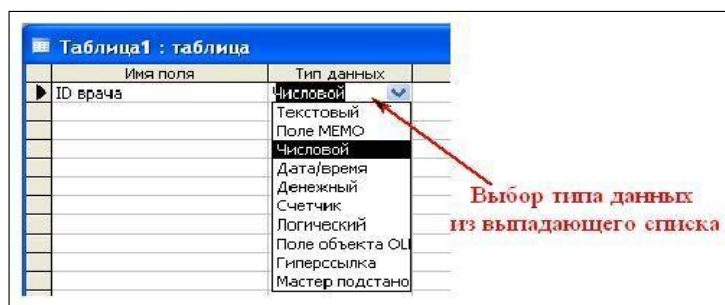 Таблица1 : таблица
Имя поля Тип данных
ID врача Числовой
Текстовый
Поле MEMO
Числовой
Дата/время
Денежный
Счетчик
Логический
Поле объекта OL
Гиперссылка
Мастер подстано
Выбор типа данных
из выпадающего списка